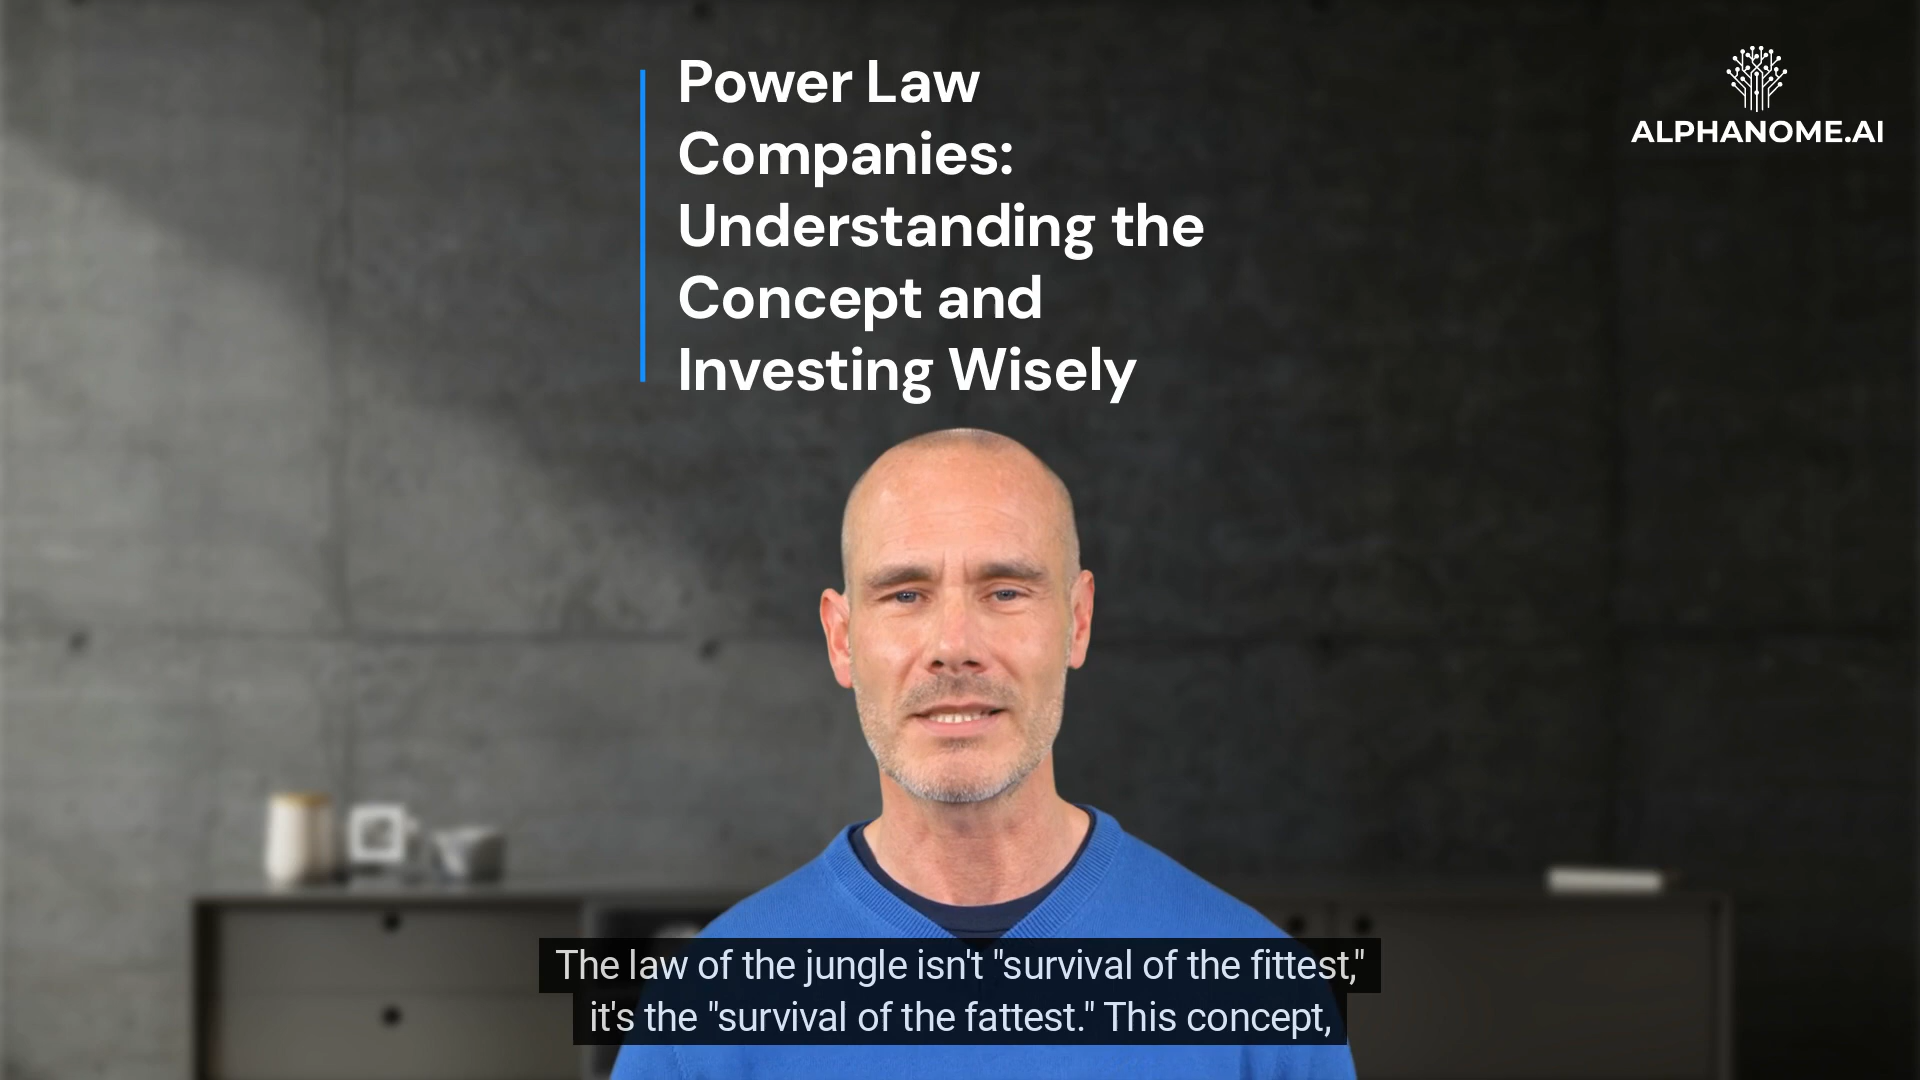 Power Law
Companies:
Understanding the
Concept and
Investing Wisely
ALPHANOME.AI
The law of the jungle isn't "survival of the fittest,"
it's the "survival of the fattest." This concept,